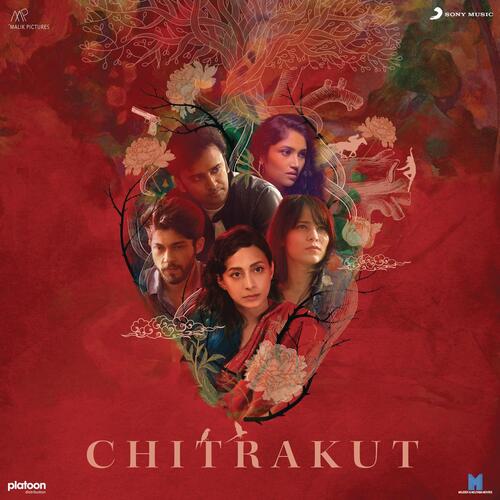 MALIK PICTURES
SONY MUSIC
CHITRAKUT
platoon
distribution